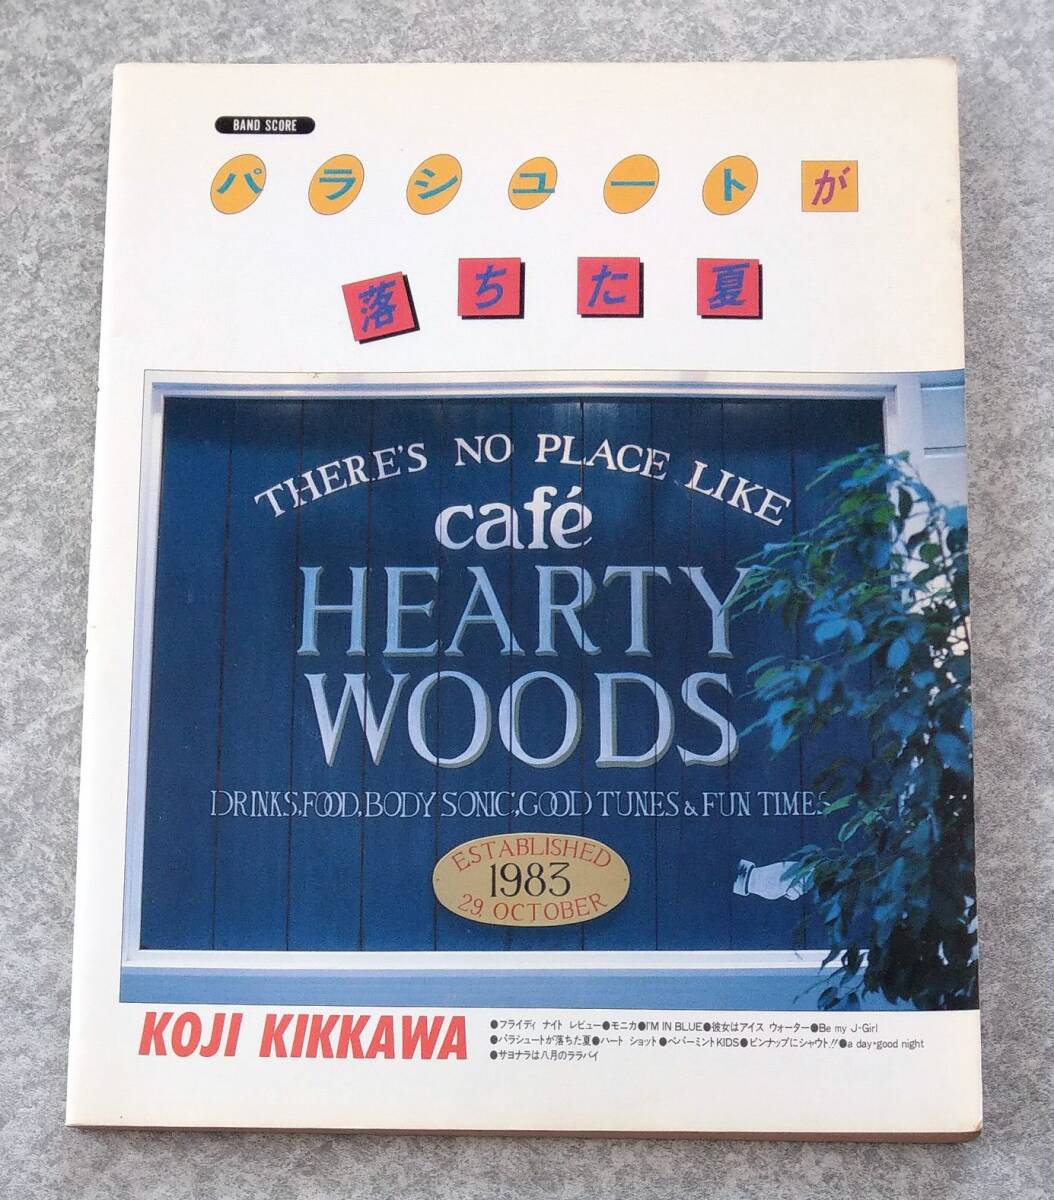 BAND SCORE
パラシュートが
落ちた夏
THERE'S NO PLACE LIKE
café
HEARTY
WOODS
DRINKS,FOOD,BODY SONIC,GOOD TUNES & FUN TIMES
ESTABLISHED
1983
29, OCTOBER
KOJI KIKKAWA
●フライディ ナイト レビュー●モニカ●I'M IN BLUE●彼女はアイス ウォーター●Be my J-Girl
●パラシュートが落ちた夏●ハート ショット●ペパーミントKIDS●ピンナップにシャウト!!●a day・good night
●サヨナラは八月のララバイ